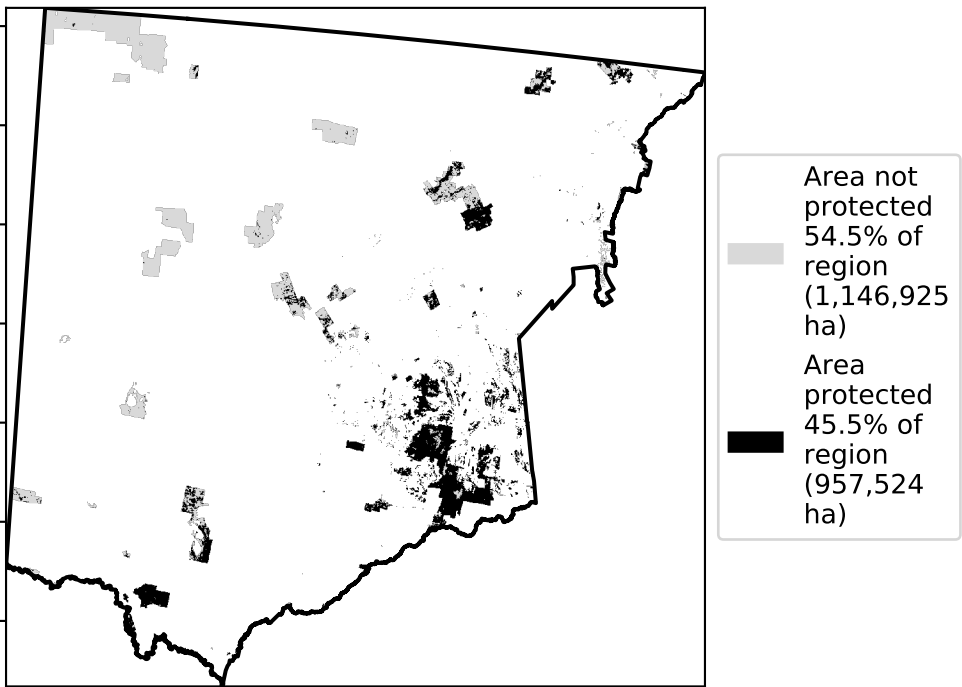 Area not
protected
54.5% of
region
(1,146,925
ha)
Area
protected
45.5% of
region
(957,524
ha)